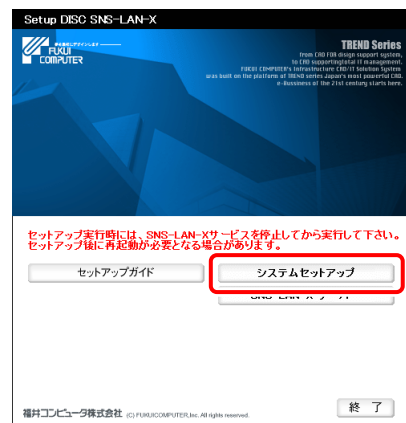 Setup DISC SNS-LAN-X
FUKUI
COMPUTER
TREND Series
from CAD FOR disign support system,
to CAD supportingtotal IT management.
FUKUI COMPUTER's Infrastructure CAD/IT Solution System
was built on the platform of TREND series Japan's most powerful CAD.
e-Bussiness of the 21st century starts here.
セットアップ実行時には、SNS-LAN-Xサービスを停止してから実行して下さい。
セットアップ後に再起動が必要となる場合があります。
セットアップガイド
システムセットアップ
終 了
福井コンピュータ株式会社 (C) FUKUICOMPUTER,Inc. All rights reserved.